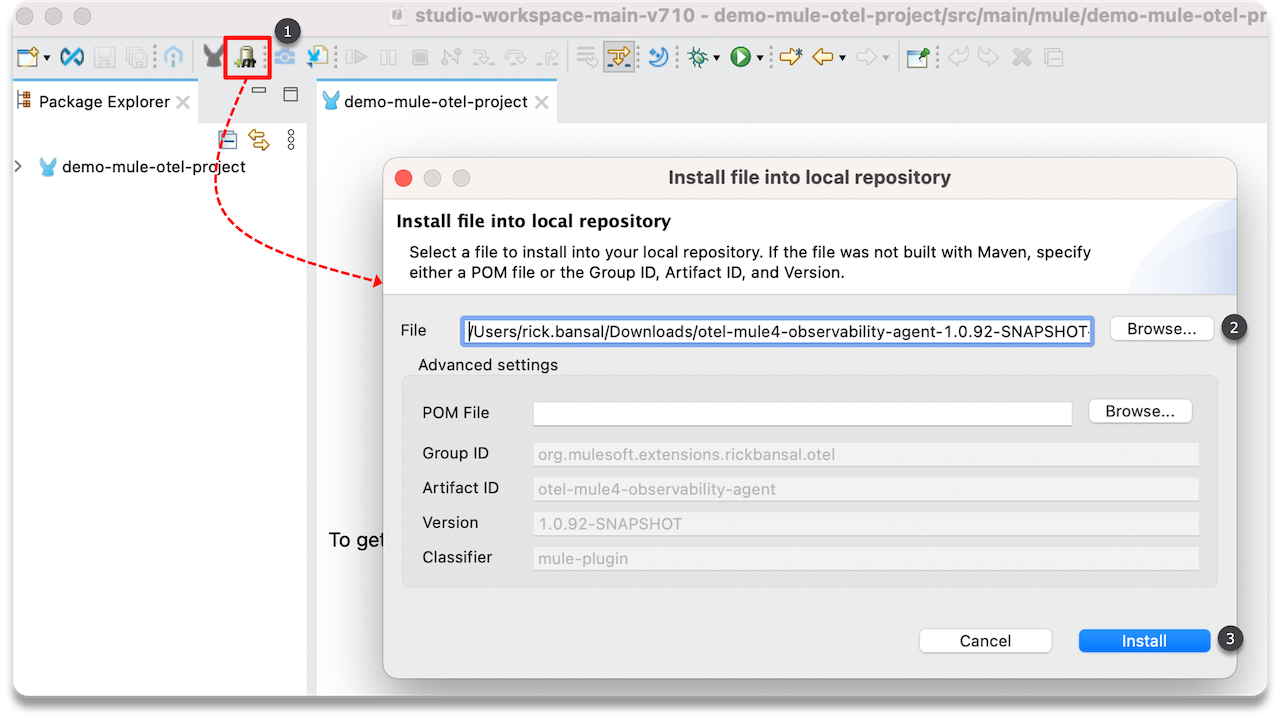 studio-workspace-main-v710 - demo-mule-otel-project/src/main/mule/demo-mule-otel-pr
1
Package Explorer
demo-mule-otel-project
demo-mule-otel-project
To get
Install file into local repository
Install file into local repository
Select a file to install into your local repository. If the file was not built with Maven, specify
either a POM file or the Group ID, Artifact ID, and Version.
File /Users/rick.bansal/Downloads/otel-mule4-observability-agent-1.0.92-SNAPSHOT- Browse... 2
Advanced settings
POM File Browse...
Group ID org.mulesoft.extensions.rickbansal.otel
Artifact ID otel-mule4-observability-agent
Version 1.0.92-SNAPSHOT
Classifier mule-plugin
Cancel Install 3